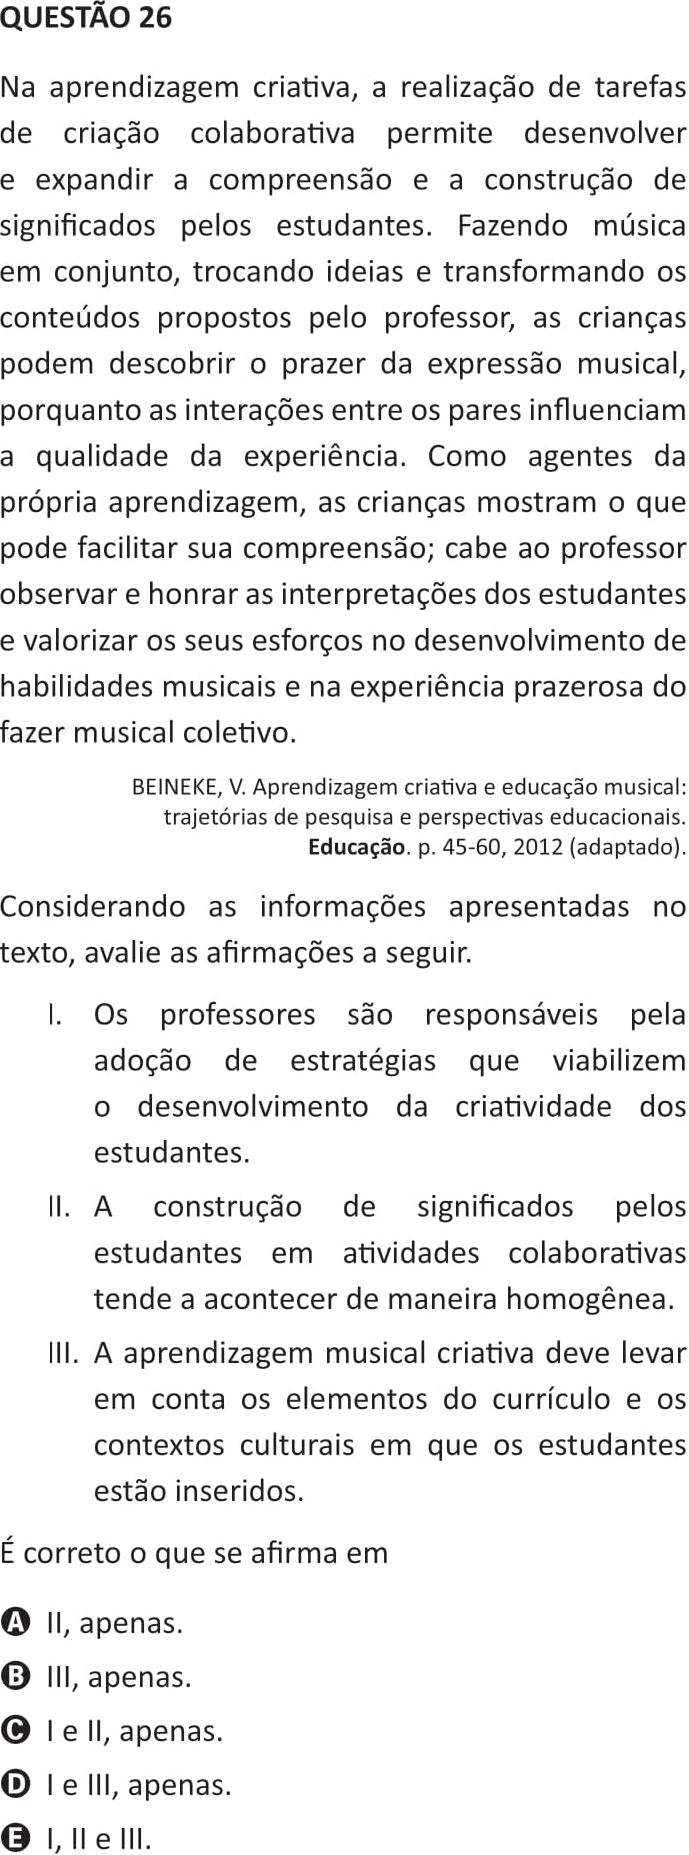 QUESTÃO 26
Na aprendizagem criativa, a realização de tarefas
de criação colaborativa permite desenvolver
e expandir a compreensão e a construção de
significados pelos estudantes. Fazendo música
em conjunto, trocando ideias e transformando os
conteúdos propostos pelo professor, as crianças
podem descobrir o prazer da expressão musical,
porquanto as interações entre os pares influenciam
a qualidade da experiência. Como agentes da
própria aprendizagem, as crianças mostram o que
pode facilitar sua compreensão; cabe ao professor
observar e honrar as interpretações dos estudantes
e valorizar os seus esforços no desenvolvimento de
habilidades musicais e na experiência prazerosa do
fazer musical coletivo.
BEINEKE, V. Aprendizagem criativa e educação musical:
trajetórias de pesquisa e perspectivas educacionais.
Educação. p. 45-60, 2012 (adaptado).
Considerando as informações apresentadas no
texto, avalie as afirmações a seguir.
I. Os professores são responsáveis pela
adoção de estratégias que viabilizem
o desenvolvimento da criatividade dos
estudantes.
II. A construção de significados pelos
estudantes em atividades colaborativas
tende a acontecer de maneira homogênea.
III. A aprendizagem musical criativa deve levar
em conta os elementos do currículo e os
contextos culturais em que os estudantes
estão inseridos.
É correto o que se afirma em
A II, apenas.
B III, apenas.
C I e II, apenas.
D I e III, apenas.
E I, II e III.